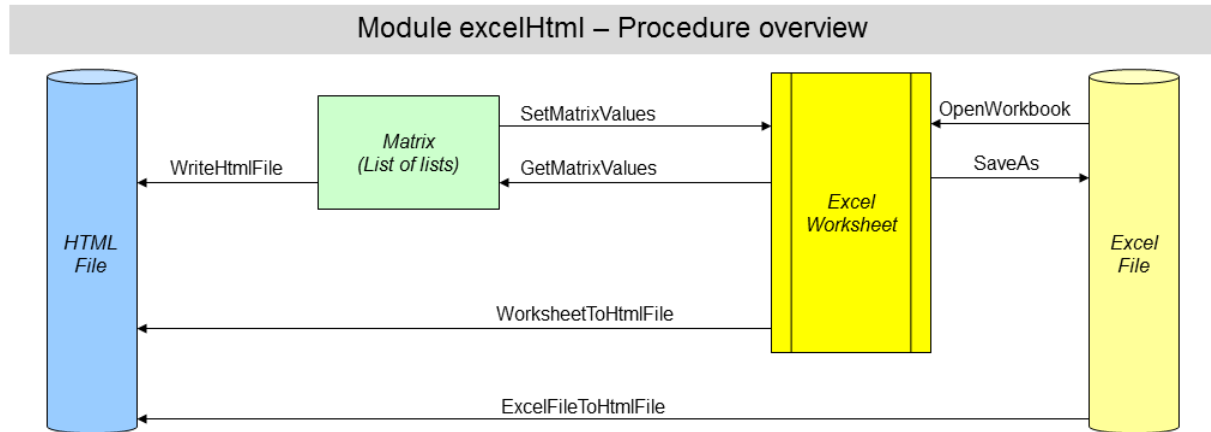 Module excelHtml – Procedure overview
SetMatrixValues
OpenWorkbook
Matrix
(List of lists)
WriteHtmlFile
GetMatrixValues
SaveAs
Excel
Worksheet
HTML
File
Excel
File
WorksheetToHtmlFile
ExcelFileToHtmlFile